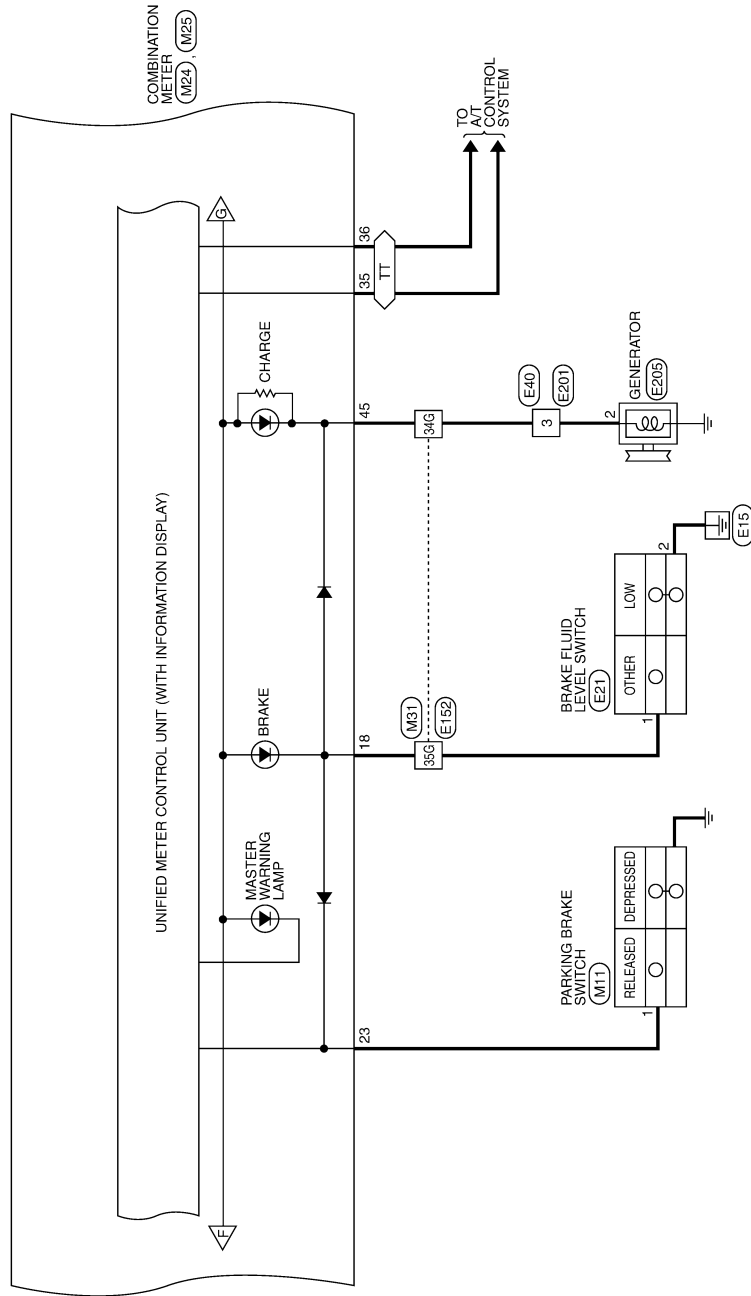 COMBINATION
METER
M24 , M25
UNIFIED METER CONTROL UNIT (WITH INFORMATION DISPLAY)
F
G
MASTER
WARNING
LAMP
BRAKE
CHARGE
23
18
45
35
36
TT
TO
A/T
CONTROL
SYSTEM
35G
M31
E152
34G
3
E40
E201
GENERATOR
E205
2
PARKING BRAKE
SWITCH
M11
1
RELEASED
DEPRESSED
BRAKE FLUID
LEVEL SWITCH
E21
1
OTHER
LOW
2
E15